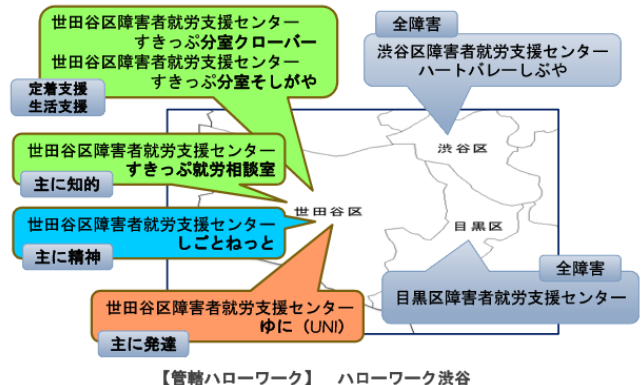 世田谷区障害者就労支援センター
すきっぷ分室クローバー
世田谷区障害者就労支援センター
すきっぷ分室そしがや
定着支援
生活支援
全障害
渋谷区障害者就労支援センター
ハートバレーしぶや
世田谷区障害者就労支援センター
すきっぷ就労相談室
主に知的
渋谷区
世田谷区
目黒区
世田谷区障害者就労支援センター
しごとねっと
主に精神
全障害
目黒区障害者就労支援センター
世田谷区障害者就労支援センター
ゆに（UNI）
主に発達
【管轄ハローワーク】　ハローワーク渋谷